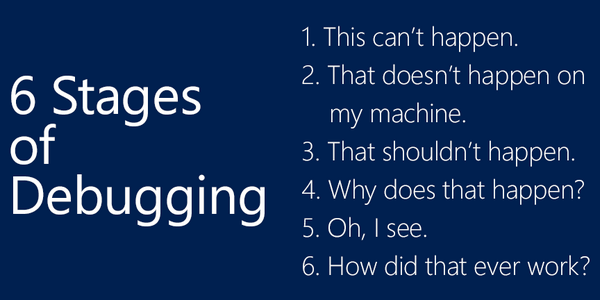 6 Stages
of
Debugging
1. This can't happen.
2. That doesn't happen on
my machine.
3. That shouldn't happen.
4. Why does that happen?
5. Oh, I see.
6. How did that ever work?